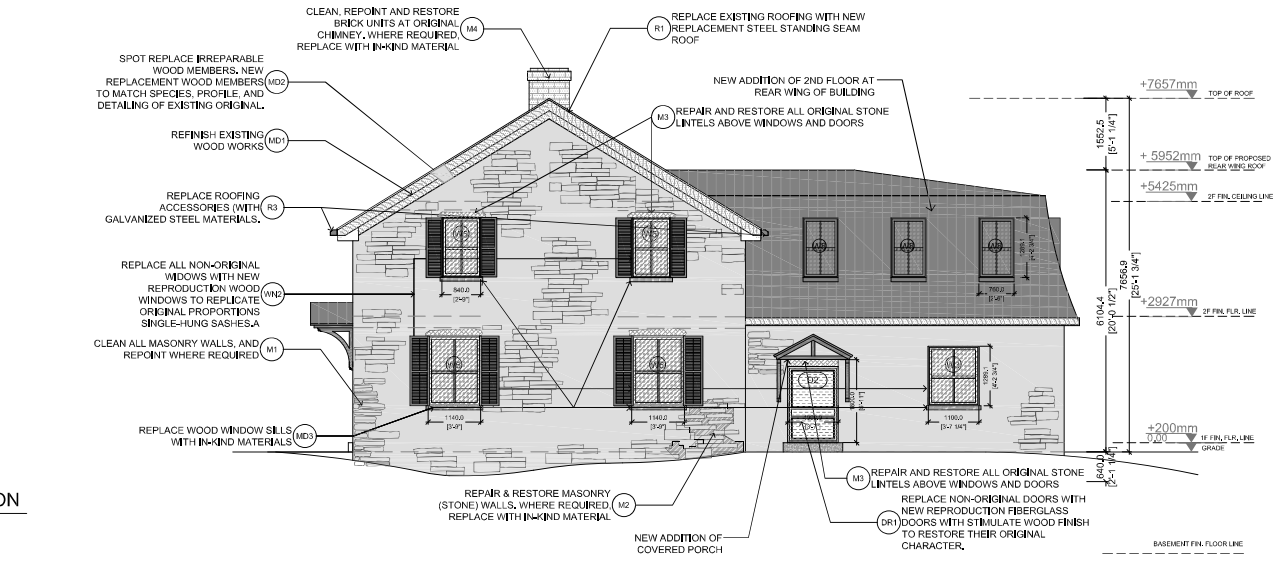 CLEAN, REPOINT AND RESTORE
BRICK UNITS AT ORIGINAL
CHIMNEY. WHERE REQUIRED,
REPLACE WITH IN-KIND MATERIAL
M4
R1
REPLACE EXISTING ROOFING WITH NEW
REPLACEMENT STEEL STANDING SEAM
ROOF
SPOT REPLACE IRREPARABLE
WOOD MEMBERS. NEW
REPLACEMENT WOOD MEMBERS
TO MATCH SPECIES, PROFILE, AND
DETAILING OF EXISTING ORIGINAL.
MD2
NEW ADDITION OF 2ND FLOOR AT
REAR WING OF BUILDING
M3
REPAIR AND RESTORE ALL ORIGINAL STONE
LINTELS ABOVE WINDOWS AND DOORS
REFINISH EXISTING
WOOD WORKS
MD1
REPLACE ROOFING
ACCESSORIES (WITH
GALVANIZED STEEL MATERIALS.
R3
REPLACE ALL NON-ORIGINAL
WIDOWS WITH NEW
REPRODUCTION WOOD
WINDOWS TO REPLICATE
ORIGINAL PROPORTIONS
SINGLE-HUNG SASHES.A
WN2
CLEAN ALL MASONRY WALLS, AND
REPOINT WHERE REQUIRED
M1
REPLACE WOOD WINDOW SILLS
WITH IN-KIND MATERIALS
MD3
840.0
[2'-9"]
760.0
[2'-6"]
1289.1
[4'-2 3/4"]
1140.0
[3'-9"]
1140.0
[3'-9"]
D2
1289.1
[4'-2 3/4"]
1100.0
[3'-7 1/4"]
REPAIR & RESTORE MASONRY
(STONE) WALLS. WHERE REQUIRED,
REPLACE WITH IN-KIND MATERIAL
M2
NEW ADDITION OF
COVERED PORCH
M3
REPAIR AND RESTORE ALL ORIGINAL STONE
LINTELS ABOVE WINDOWS AND DOORS
DR1
REPLACE NON-ORIGINAL DOORS WITH
NEW REPRODUCTION FIBERGLASS
DOORS WITH STIMULATE WOOD FINISH
TO RESTORE THEIR ORIGINAL
CHARACTER.
+7657mm
TOP OF ROOF
1552.5
[5'-1 1/4"]
+ 5952mm
TOP OF PROPOSED
REAR WING ROOF
+5425mm
2F FIN. CEILING LINE
7656.9
[25'-1 3/4"]
6104.4
[20'-0 1/2"]
+2927mm
2F FIN. FLR. LINE
+200mm
1F FIN. FLR. LINE
0.00
GRADE
640.0
[2'-1 1/4"]
BASEMENT FIN. FLOOR LINE
ON